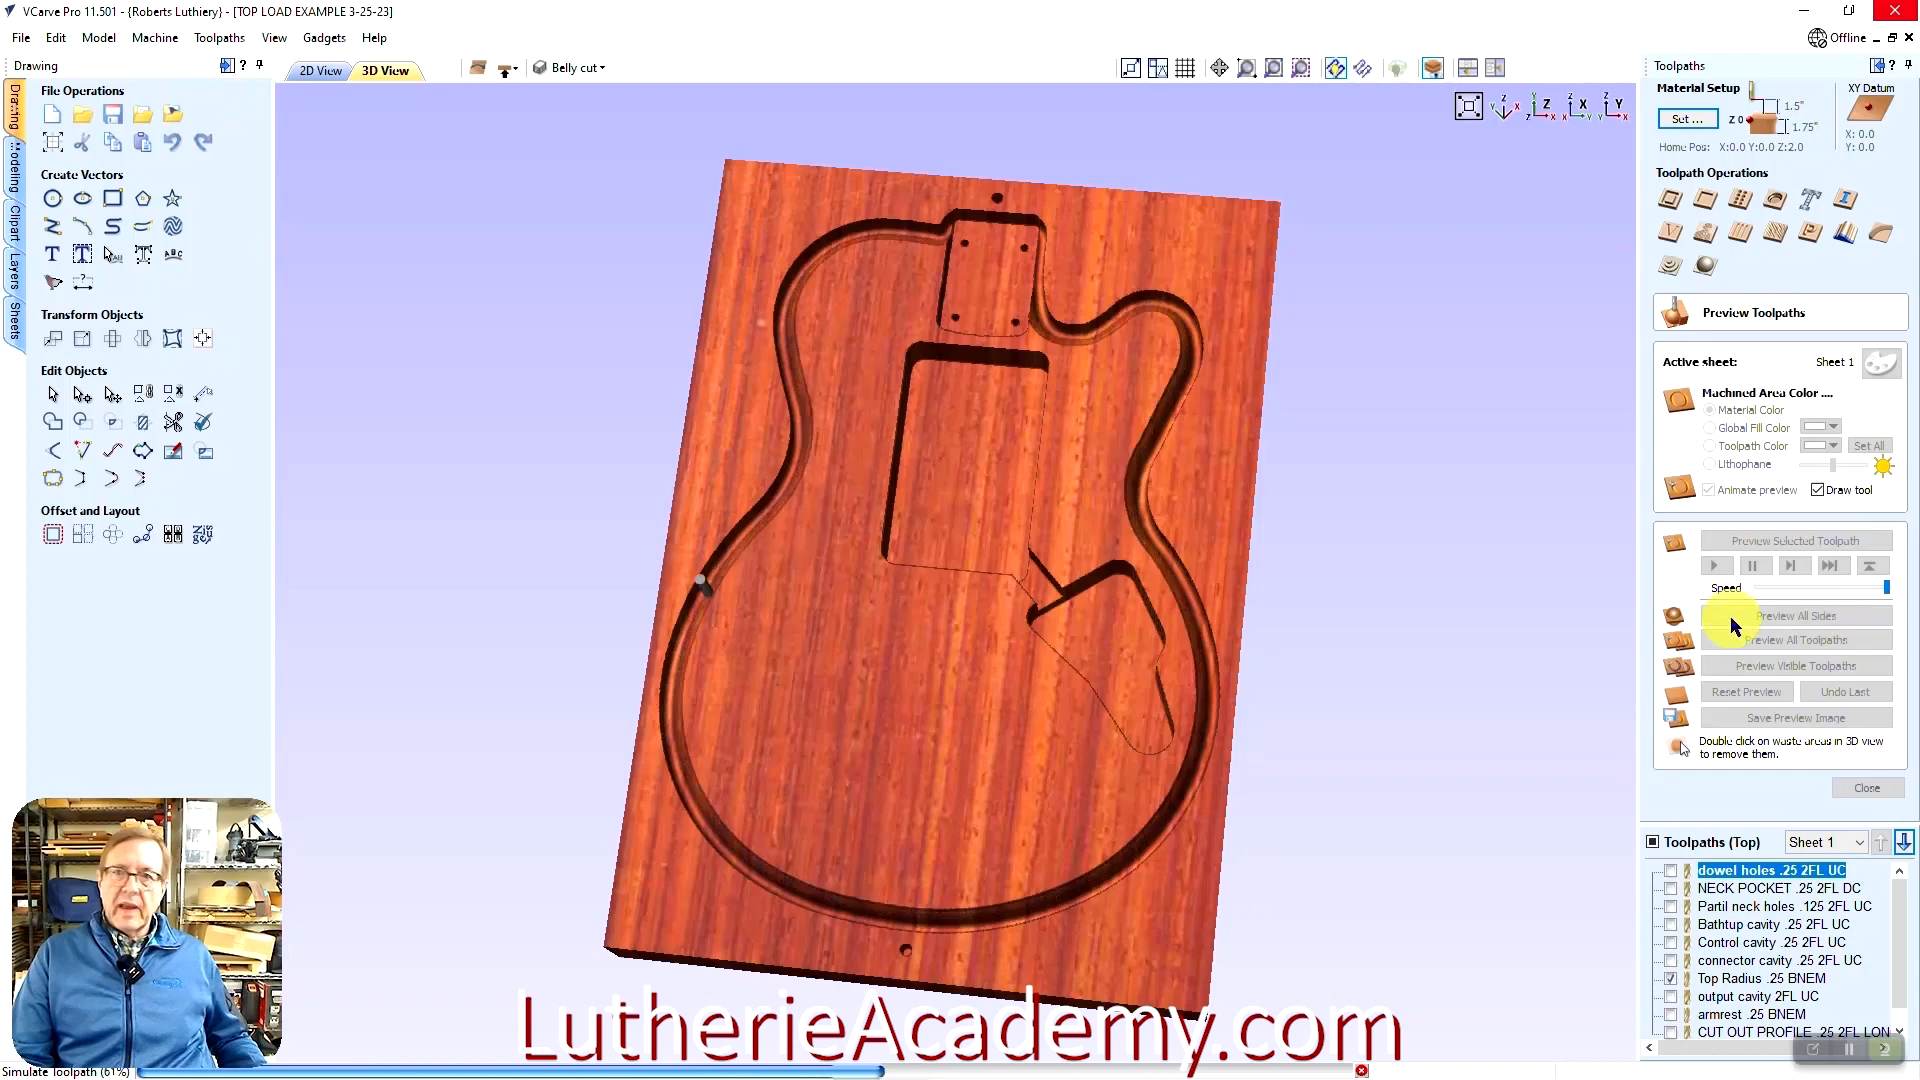 VCarve Pro 11.501 - {Roberts Luthiery} - [TOP LOAD EXAMPLE 3-25-23]
File Edit Model Machine Toolpaths View Gadgets Help
Offline
Drawing
2D View
3D View
Belly cut
Drawing
Modeling
Clipart
Layers
Sheets
File Operations
Create Vectors
Transform Objects
Edit Objects
Offset and Layout
Toolpaths
Material Setup
Set ...
Z 0
1.5"
1.75"
XY Datum
X: 0.0
Y: 0.0
Home Pos: X:0.0 Y:0.0 Z:2.0
Toolpath Operations
Preview Toolpaths
Active sheet: Sheet 1
Machined Area Color ....
Material Color
Global Fill Color
Toolpath Color
Set All
Lithophane
Animate preview
Draw tool
Preview Selected Toolpath
Speed
Preview All Sides
Preview All Toolpaths
Preview Visible Toolpaths
Reset Preview
Undo Last
Save Preview Image
Double click on waste areas in 3D view
to remove them.
Close
Toolpaths (Top)
Sheet 1
dowel holes .25 2FL UC
NECK POCKET .25 2FL DC
Partil neck holes .125 2FL UC
Bathtup cavity .25 2FL UC
Control cavity .25 2FL UC
connector cavity .25 2FL UC
Top Radius .25 BNEM
output cavity 2FL UC
armrest .25 BNEM
CUT OUT PROFILE .25 2FL LON
LutherieAcademy.com
Simulate Toolpath (61%)